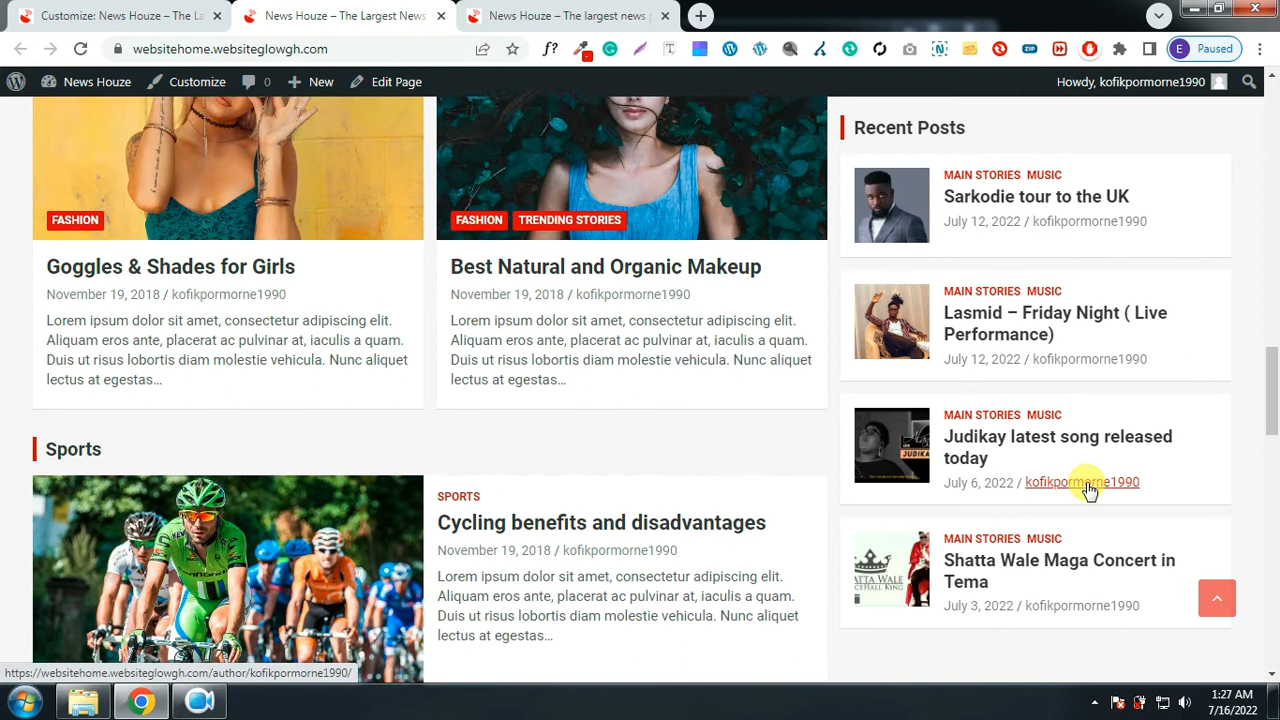 Customize: News Houze – The La
News Houze – The Largest News
News Houze – The largest news
websitehome.websiteglowgh.com
f?
T
ZIP
E
Paused
News Houze
Customize
0
New
Edit Page
Howdy, kofikpormorne1990
FASHION
FASHION
TRENDING STORIES
Goggles & Shades for Girls
November 19, 2018 / kofikpormorne1990
Lorem ipsum dolor sit amet, consectetur adipiscing elit.
Aliquam eros ante, placerat ac pulvinar at, iaculis a quam.
Duis ut risus lobortis diam molestie vehicula. Nunc aliquet
lectus at egestas…
Best Natural and Organic Makeup
November 19, 2018 / kofikpormorne1990
Lorem ipsum dolor sit amet, consectetur adipiscing elit.
Aliquam eros ante, placerat ac pulvinar at, iaculis a quam.
Duis ut risus lobortis diam molestie vehicula. Nunc aliquet
lectus at egestas…
Sports
SPORTS
Cycling benefits and disadvantages
November 19, 2018 / kofikpormorne1990
Lorem ipsum dolor sit amet, consectetur adipiscing elit.
Aliquam eros ante, placerat ac pulvinar at, iaculis a quam.
Duis ut risus lobortis diam molestie vehicula. Nunc aliquet
lectus at egestas…
Recent Posts
MAIN STORIES MUSIC
Sarkodie tour to the UK
July 12, 2022 / kofikpormorne1990
MAIN STORIES MUSIC
Lasmid – Friday Night ( Live
Performance)
July 12, 2022 / kofikpormorne1990
JUDIKA
MAIN STORIES MUSIC
Judikay latest song released
today
July 6, 2022 / kofikpormorne1990
HATTA WALE
HALL KING
MAIN STORIES MUSIC
Shatta Wale Maga Concert in
Tema
July 3, 2022 / kofikpormorne1990
https://websitehome.websiteglowgh.com/author/kofikpormorne1990/
1:27 AM
7/16/2022